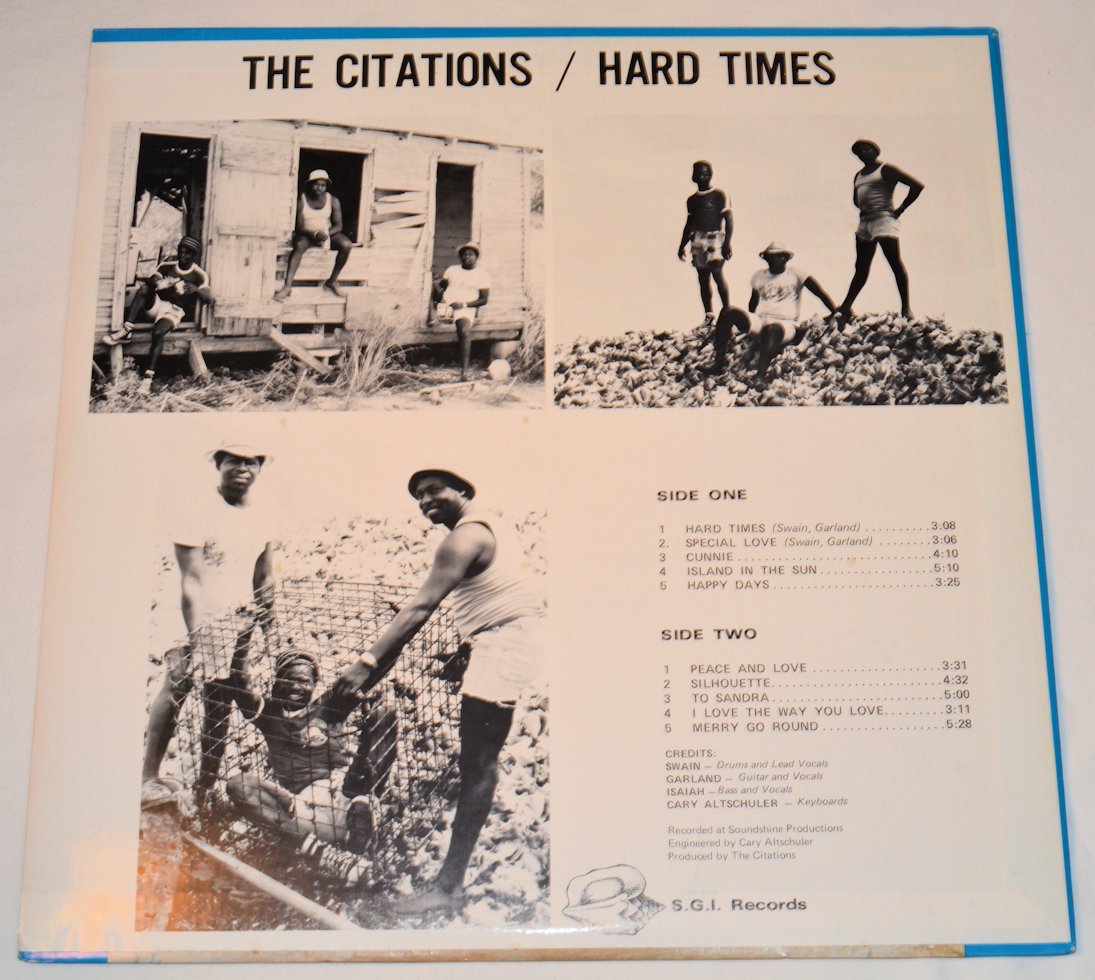 THE CITATIONS / HARD TIMES
SIDE ONE
1 HARD TIMES (Swain, Garland) ..........3:08
2. SPECIAL LOVE (Swain, Garland) ........3:06
3 CUNNIE.............................4:10
4 ISLAND IN THE SUN.................5:10
5 HAPPY DAYS........................3:25
SIDE TWO
1 PEACE AND LOVE ...................3:31
2 SILHOUETTE.........................4:32
3 TO SANDRA..........................5:00
4 I LOVE THE WAY YOU LOVE.........3:11
5 MERRY GO ROUND ..................5:28
CREDITS:
SWAIN — Drums and Lead Vocals
GARLAND — Guitar and Vocals
ISAIAH — Bass and Vocals
CARY ALTSCHULER — Keyboards
Recorded at Soundshine Productions
Engineered by Cary Altschuler
Produced by The Citations
S.G.I. Records